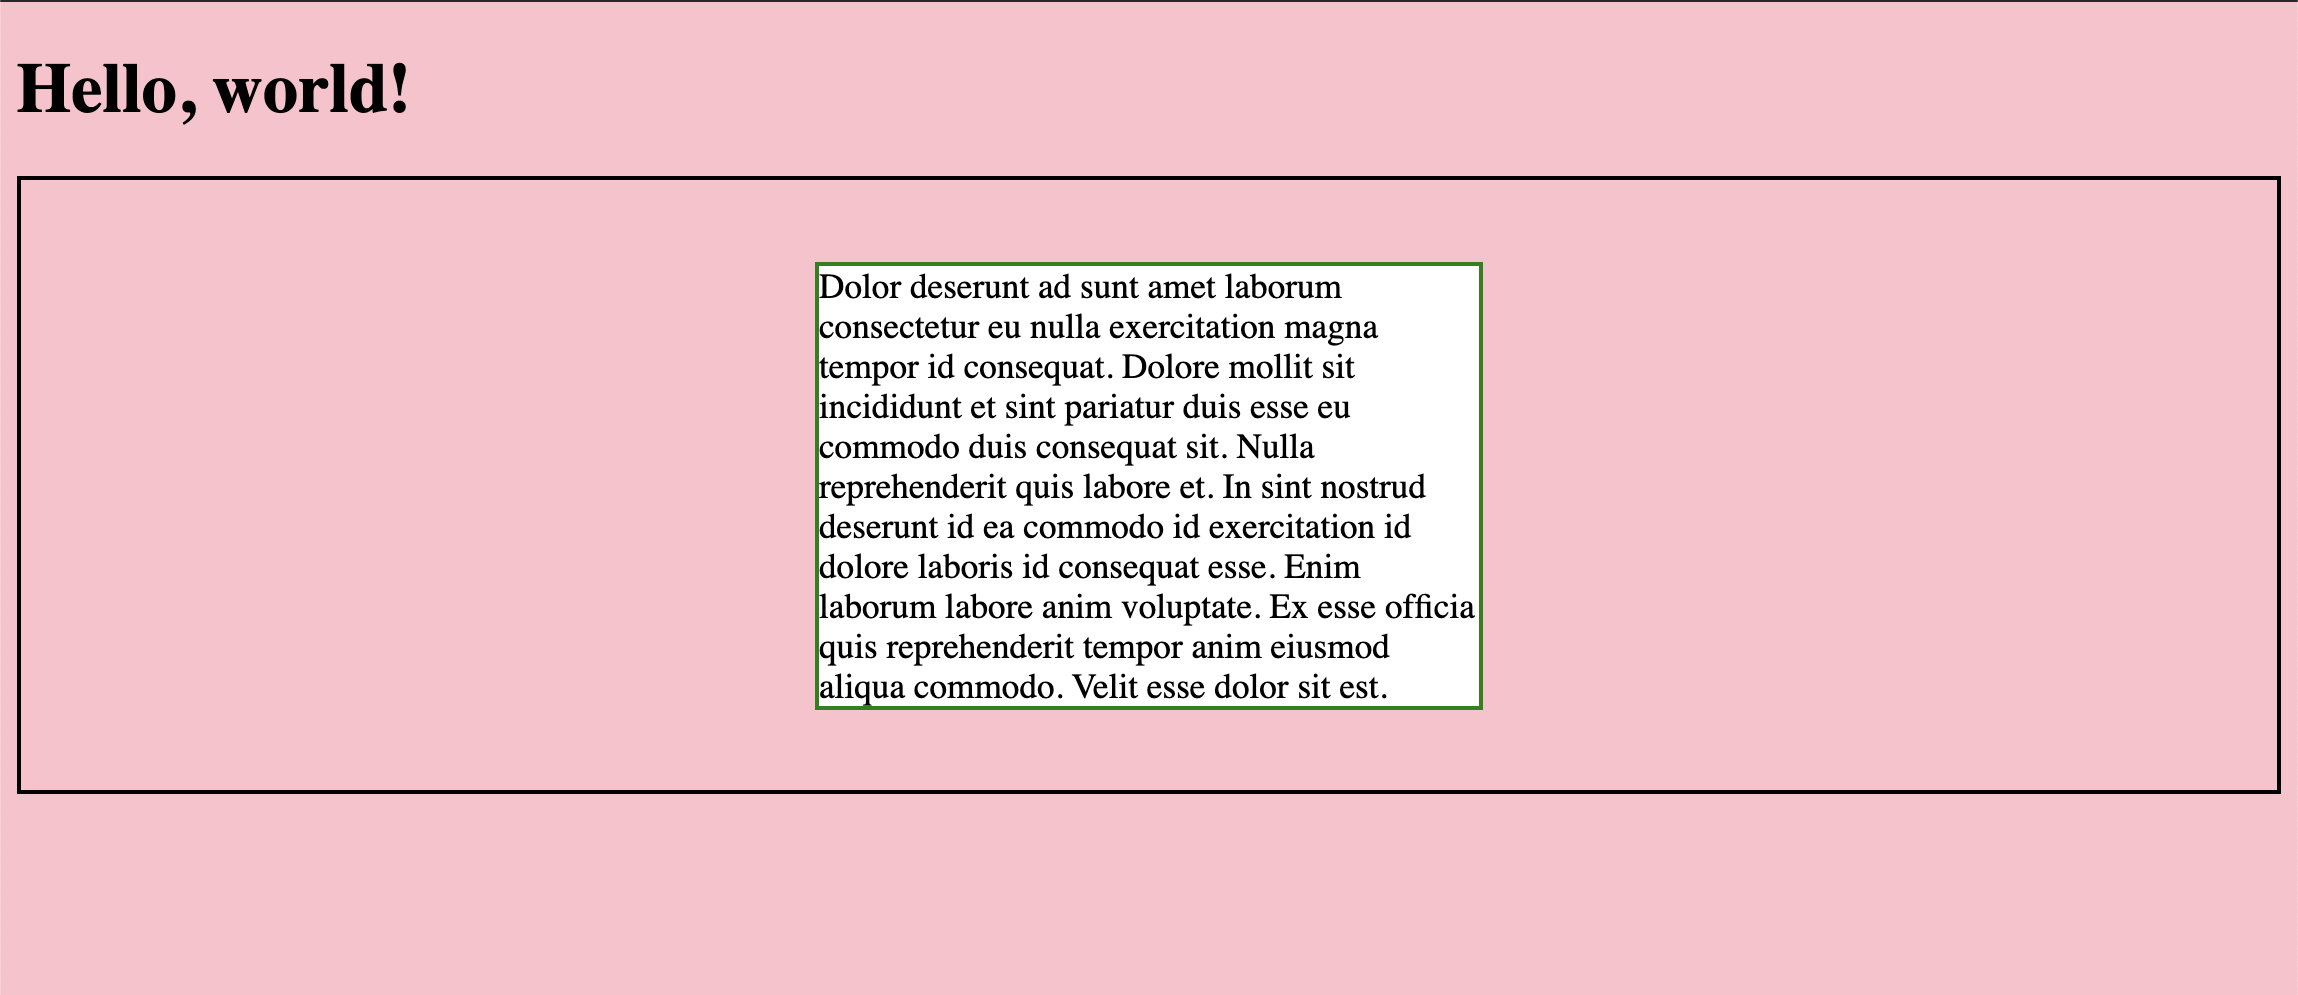 Hello, world!
Dolor deserunt ad sunt amet laborum
consectetur eu nulla exercitation magna
tempor id consequat. Dolore mollit sit
incididunt et sint pariatur duis esse eu
commodo duis consequat sit. Nulla
reprehenderit quis labore et. In sint nostrud
deserunt id ea commodo id exercitation id
dolore laboris id consequat esse. Enim
laborum labore anim voluptate. Ex esse officia
quis reprehenderit tempor anim eiusmod
aliqua commodo. Velit esse dolor sit est.